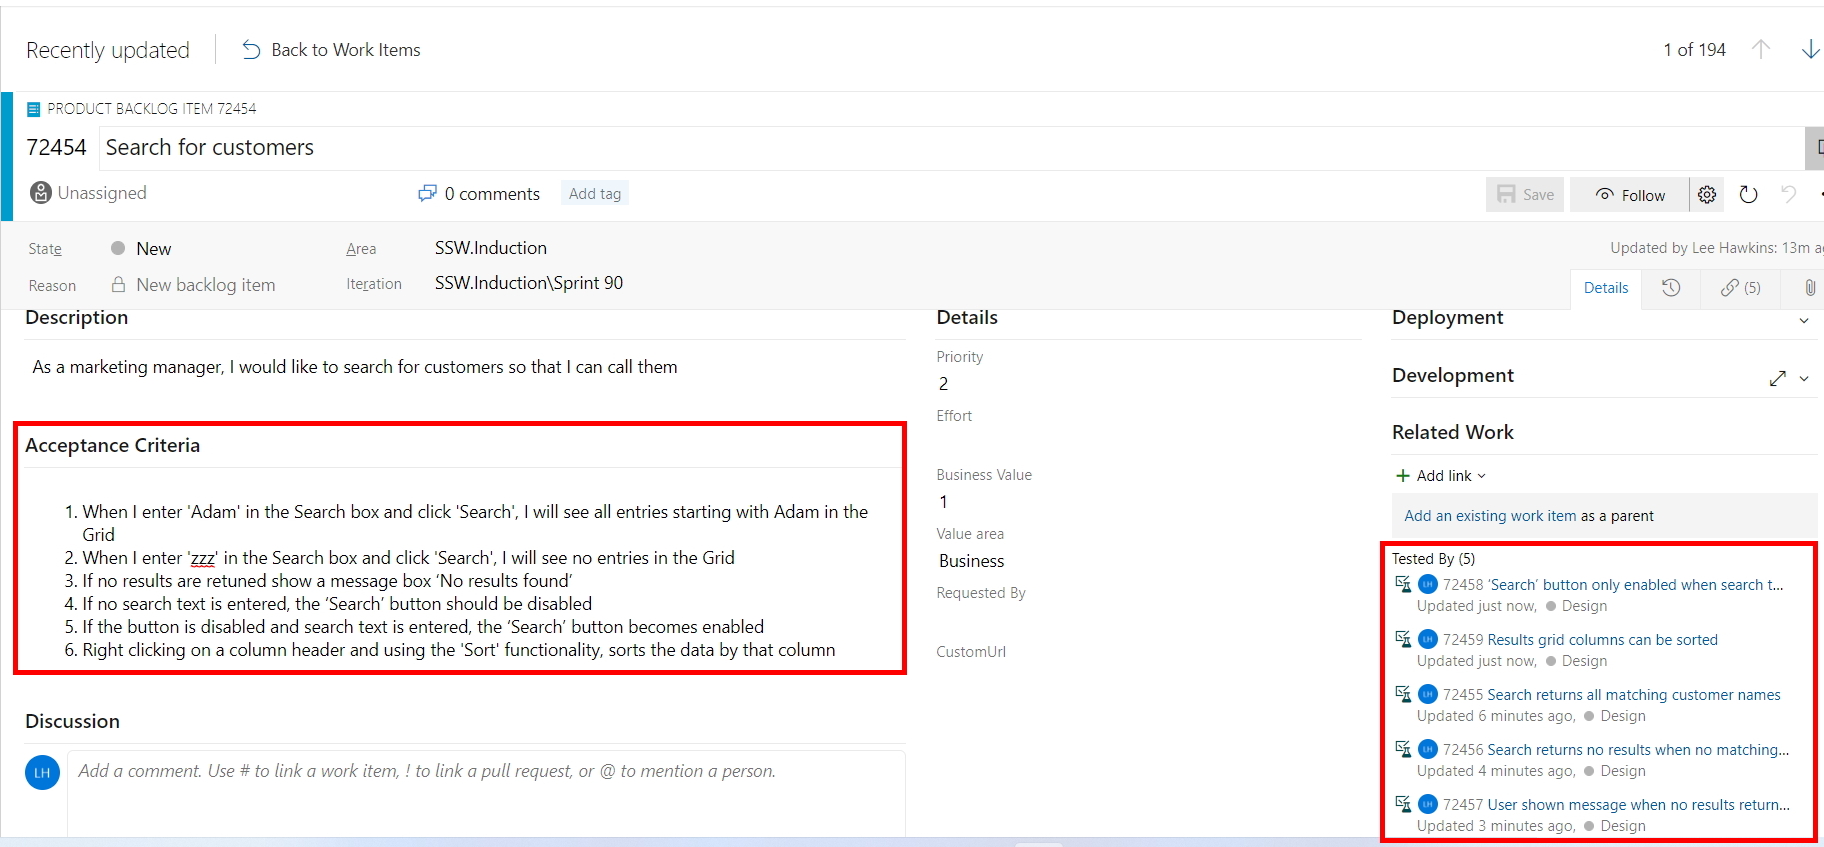 Recently updated
Back to Work Items
1 of 194
PRODUCT BACKLOG ITEM 72454
72454 Search for customers
Unassigned
0 comments
Add tag
Save
Follow
State
New
Area
SSW.Induction
Updated by Lee Hawkins: 13m
Reason
New backlog item
Iteration
SSW.Induction\Sprint 90
Details
(5)
Description
As a marketing manager, I would like to search for customers so that I can call them
Acceptance Criteria
1. When I enter 'Adam' in the Search box and click 'Search', I will see all entries starting with Adam in the
Grid
2. When I enter 'zzz' in the Search box and click 'Search', I will see no entries in the Grid
3. If no results are retuned show a message box ‘No results found’
4. If no search text is entered, the ‘Search’ button should be disabled
5. If the button is disabled and search text is entered, the ‘Search’ button becomes enabled
6. Right clicking on a column header and using the 'Sort' functionality, sorts the data by that column
Discussion
LH
Add a comment. Use # to link a work item, ! to link a pull request, or @ to mention a person.
Details
Priority
2
Effort
Business Value
1
Value area
Business
Requested By
CustomUrl
Deployment
Development
Related Work
Add link
Add an existing work item as a parent
Tested By (5)
LH 72458 ‘Search’ button only enabled when search t...
Updated just now, Design
LH 72459 Results grid columns can be sorted
Updated just now, Design
LH 72455 Search returns all matching customer names
Updated 6 minutes ago, Design
LH 72456 Search returns no results when no matching...
Updated 4 minutes ago, Design
LH 72457 User shown message when no results return...
Updated 3 minutes ago, Design